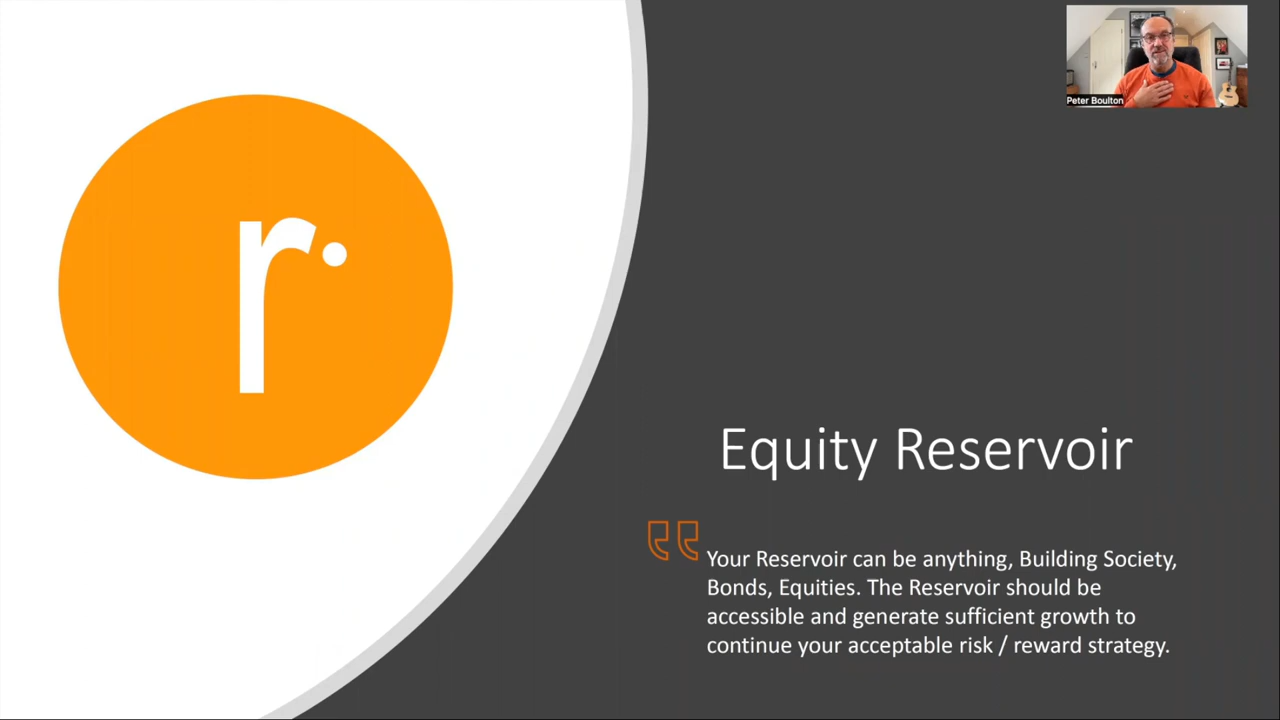 Peter Boulton
r.
Equity Reservoir
Your Reservoir can be anything, Building Society,
Bonds, Equities. The Reservoir should be
accessible and generate sufficient growth to
continue your acceptable risk / reward strategy.